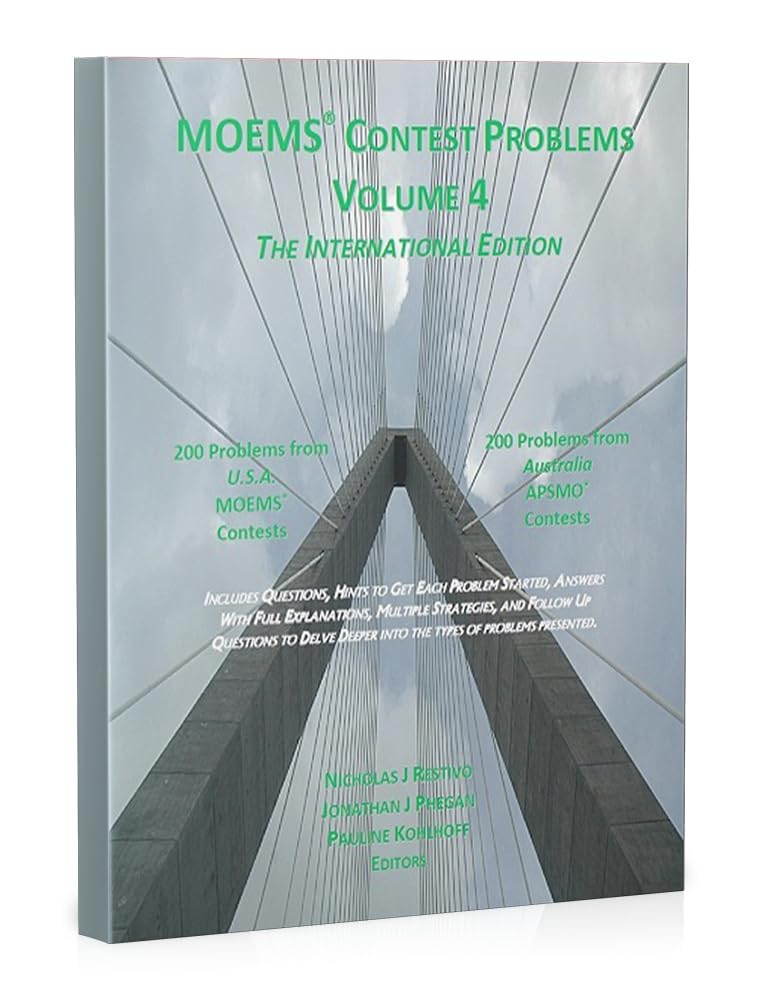 MOEMS® CONTEST PROBLEMS
VOLUME 4
THE INTERNATIONAL EDITION
200 Problems from
U.S.A.
MOEMS®
Contests
200 Problems from
Australia
APSMO®
Contests
INCLUDES QUESTIONS, HINTS TO GET EACH PROBLEM STARTED, ANSWERS
WITH FULL EXPLANATIONS, MULTIPLE STRATEGIES, AND FOLLOW UP
QUESTIONS TO DELVE DEEPER INTO THE TYPES OF PROBLEMS PRESENTED.
NICHOLAS J RESTIVO
JONATHAN J PHEGAN
PAULINE KOHLHOFF
EDITORS